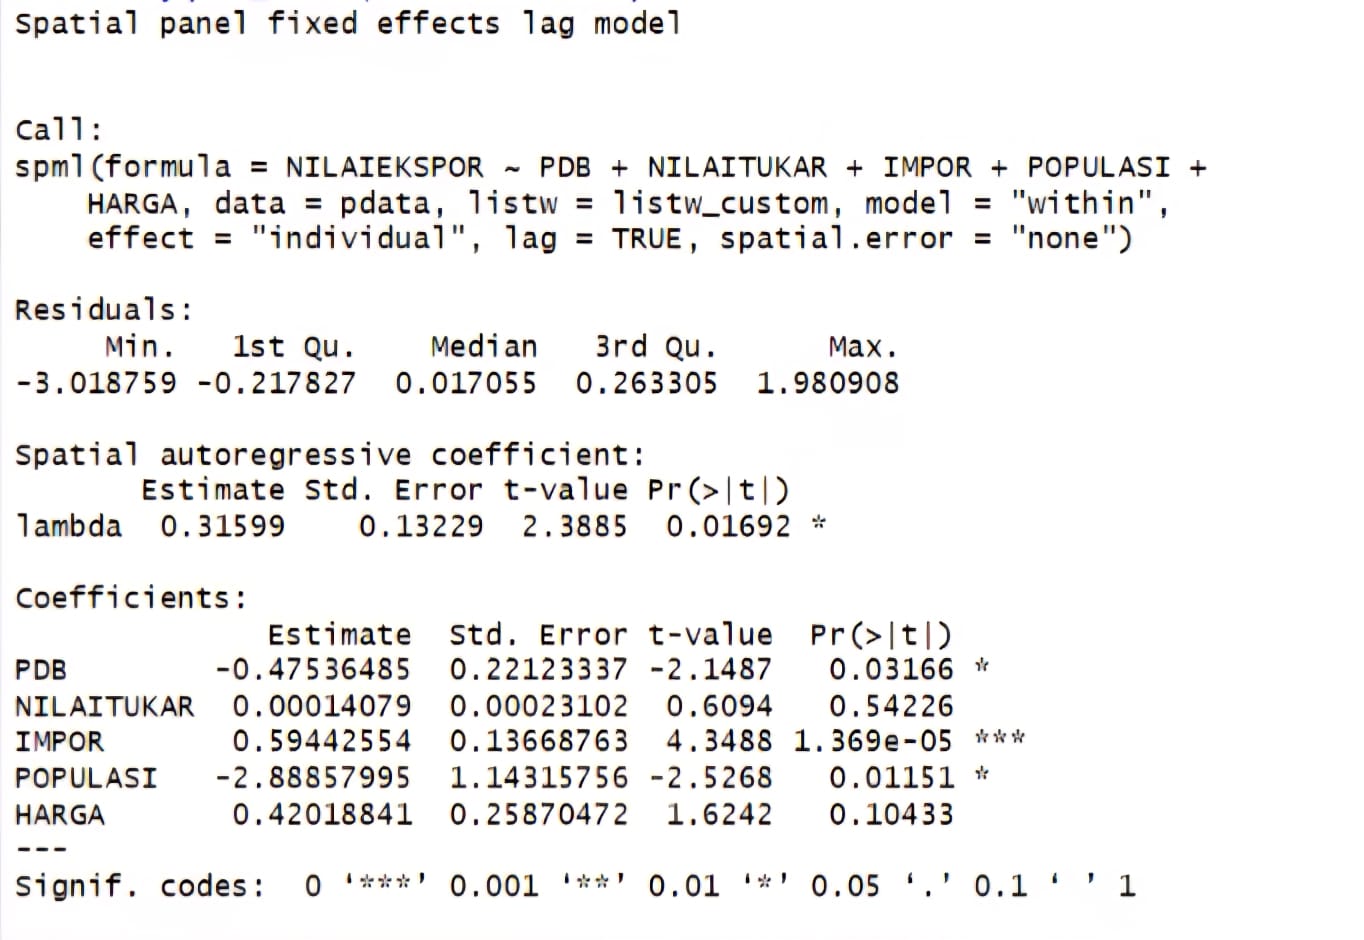 Spatial panel fixed effects lag model
Call:
spml(formula = NILAIEKSPOR ~ PDB + NILAITUKAR + IMPOR + POPULASI +
HARGA, data = pdata, listw = listw_custom, model = "within",
effect = "individual", lag = TRUE, spatial.error = "none")
Residuals:
Min. 1st Qu. Median 3rd Qu. Max.
-3.018759 -0.217827 0.017055 0.263305 1.980908
Spatial autoregressive coefficient:
Estimate Std. Error t-value Pr(>|t|)
lambda 0.31599 0.13229 2.3885 0.01692 *
Coefficients:
Estimate Std. Error t-value Pr(>|t|)
PDB -0.47536485 0.22123337 -2.1487 0.03166 *
NILAITUKAR 0.00014079 0.00023102 0.6094 0.54226
IMPOR 0.59442554 0.13668763 4.3488 1.369e-05 ***
POPULASI -2.88857995 1.14315756 -2.5268 0.01151 *
HARGA 0.42018841 0.25870472 1.6242 0.10433
---
Signif. codes: 0 ‘***’ 0.001 ‘**’ 0.01 ‘*’ 0.05 ‘.’ 0.1 ‘ ’ 1